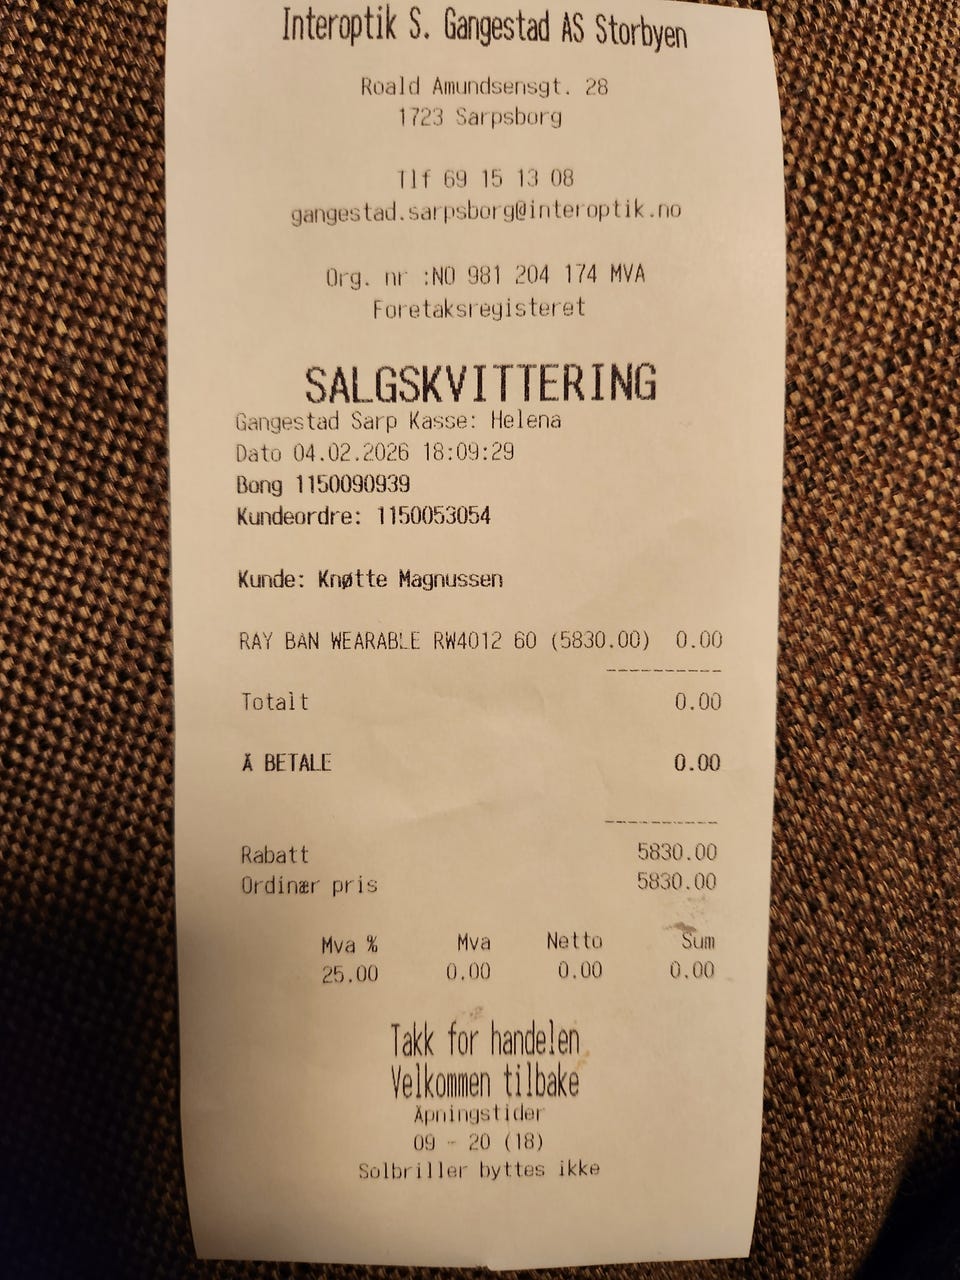 Interoptik S. Gangestad AS Storbyen
Roald Amundsensgt. 28
1723 Sarpsborg
Tlf 69 15 13 08
gangestad.sarpsborg@interoptik.no
Org. nr :NO 981 204 174 MVA
Foretaksregisteret
SALGSKVITTERING
Gangestad Sarp Kasse: Helena
Dato 04.02.2026 18:09:29
Bong 1150090939
Kundeordre: 1150053054
Kunde: Knøtte Magnussen
RAY BAN WEARABLE RW4012 60 (5830.00) 0.00
----------
Totalt 0.00
Å BETALE 0.00
----------
Rabatt 5830.00
Ordinær pris 5830.00
Mva % Mva Netto Sum
25.00 0.00 0.00 0.00
Takk for handelen
Velkommen tilbake
Åpningstider
09 - 20 (18)
Solbriller byttes ikke